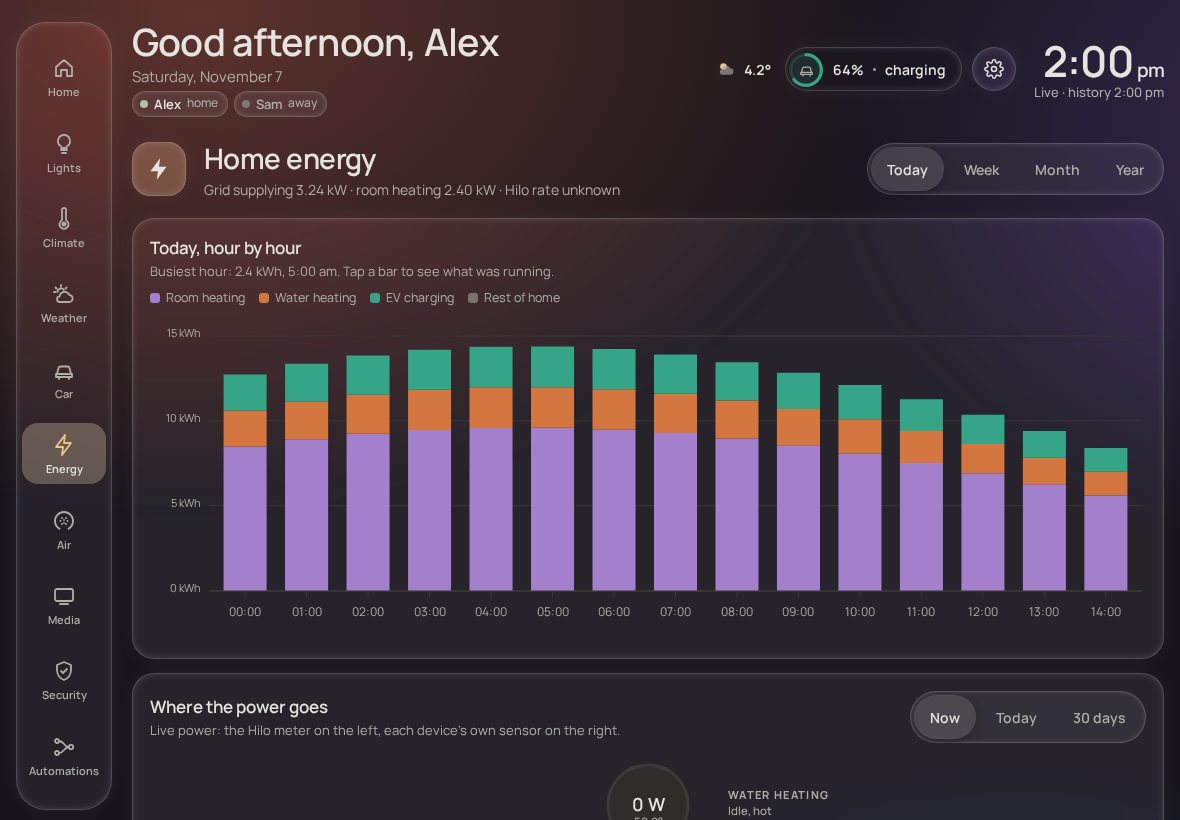 Home
Lights
Climate
Weather
Car
Energy
Air
Media
Security
Automations
Good afternoon, Alex
Saturday, November 7
Alex home
Sam away
4.2°
64% · charging
2:00 pm
Live · history 2:00 pm
Home energy
Grid supplying 3.24 kW · room heating 2.40 kW · Hilo rate unknown
Today Week Month Year
Today, hour by hour
Busiest hour: 2.4 kWh, 5:00 am. Tap a bar to see what was running.
Room heating Water heating EV charging Rest of home
15 kWh
10 kWh
5 kWh
0 kWh
00:00 01:00 02:00 03:00 04:00 05:00 06:00 07:00 08:00 09:00 10:00 11:00 12:00 13:00 14:00
Where the power goes
Live power: the Hilo meter on the left, each device's own sensor on the right.
Now Today 30 days
0 W
WATER HEATING
Idle, hot